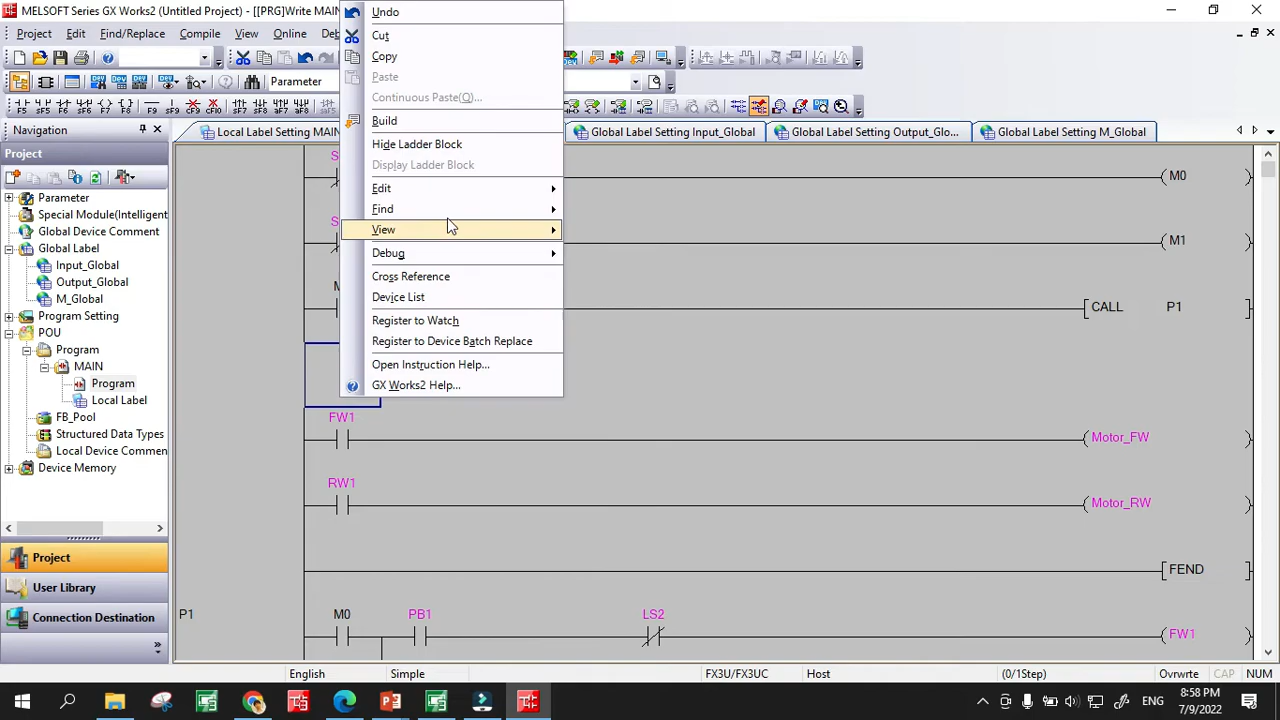 MELSOFT Series GX Works2 (Untitled Project) - [[PRG]Write MAIN
Project Edit Find/Replace Compile View Online
Parameter
Navigation
Project
Parameter
Special Module(Intelligent
Global Device Comment
Global Label
Input_Global
Output_Global
M_Global
Program Setting
POU
Program
MAIN
Program
Local Label
FB_Pool
Structured Data Types
Local Device Commen
Device Memory
Project
User Library
Connection Destination
Undo
Cut
Copy
Paste
Continuous Paste(Q)...
Build
Hide Ladder Block
Display Ladder Block
Edit
Find
View
Debug
Cross Reference
Device List
Register to Watch
Register to Device Batch Replace
Open Instruction Help...
GX Works2 Help...
Local Label Setting MAIN Global Label Setting Input_Global Global Label Setting Output_Glo... Global Label Setting M_Global
M0
M1
CALL P1
FW1 Motor_FW
RW1 Motor_RW
FEND
P1 M0 PB1 LS2 FW1
English Simple FX3U/FX3UC Host (0/1Step) Ovrwrte CAP NUM
ENG 8:58 PM
7/9/2022